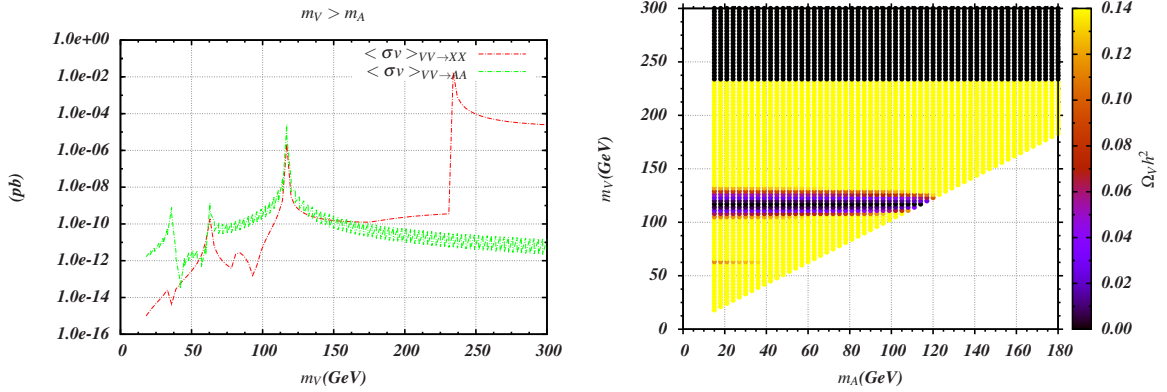 m_V > m_A
1.0e+00
1.0e-02
1.0e-04
1.0e-06
1.0e-08
1.0e-10
1.0e-12
1.0e-14
1.0e-16
(pb)
< σv >_VV→XX
< σv >_VV→AA
0 50 100 150 200 250 300
m_V(GeV)
300
250
200
150
100
50
0
m_V(GeV)
0 20 40 60 80 100 120 140 160 180
m_A(GeV)
0.14
0.12
0.10
0.08
0.06
0.04
0.02
0.00
Ω_V h²